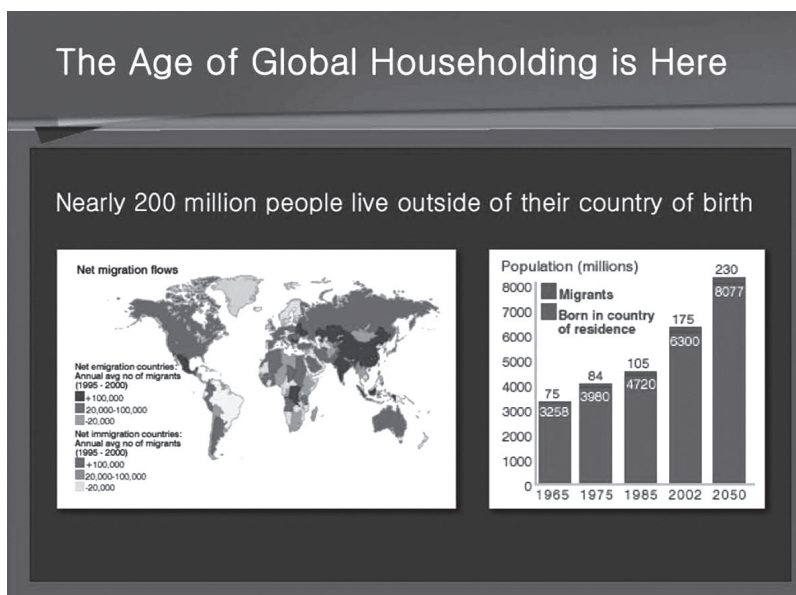 The Age of Global Householding is Here
Nearly 200 million people live outside of their country of birth
Net migration flows
Net emigration countries:
Annual avg no of migrants
(1995 - 2000)
+100,000
20,000-100,000
-20,000
Net immigration countries:
Annual avg no of migrants
(1995 - 2000)
+100,000
20,000-100,000
-20,000
Population (millions)
8000
7000
6000
5000
4000
3000
2000
1000
0
Migrants
Born in country
of residence
75
3258
84
3980
105
4720
175
6300
230
8077
1965 1975 1985 2002 2050